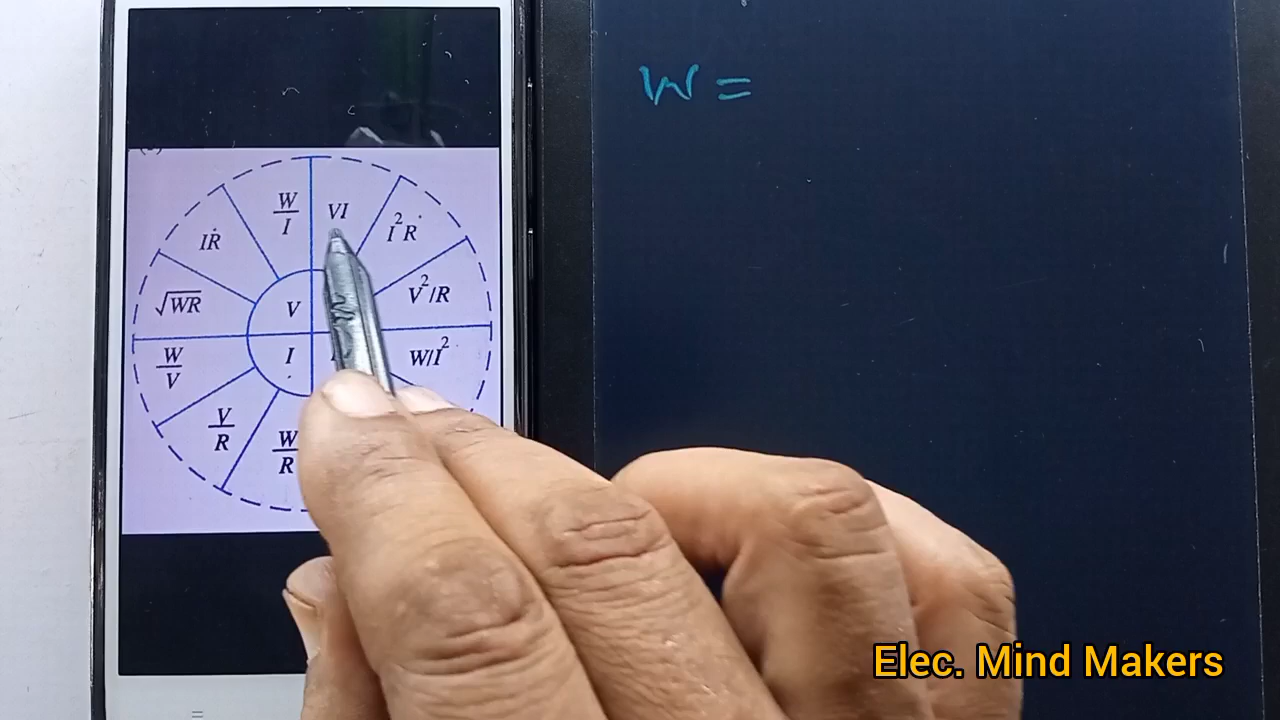 W =
W/I
VI
I²R
IR
V²/R
√WR
V
I
W/I²
W/V
V/R
W/R
Elec. Mind Makers